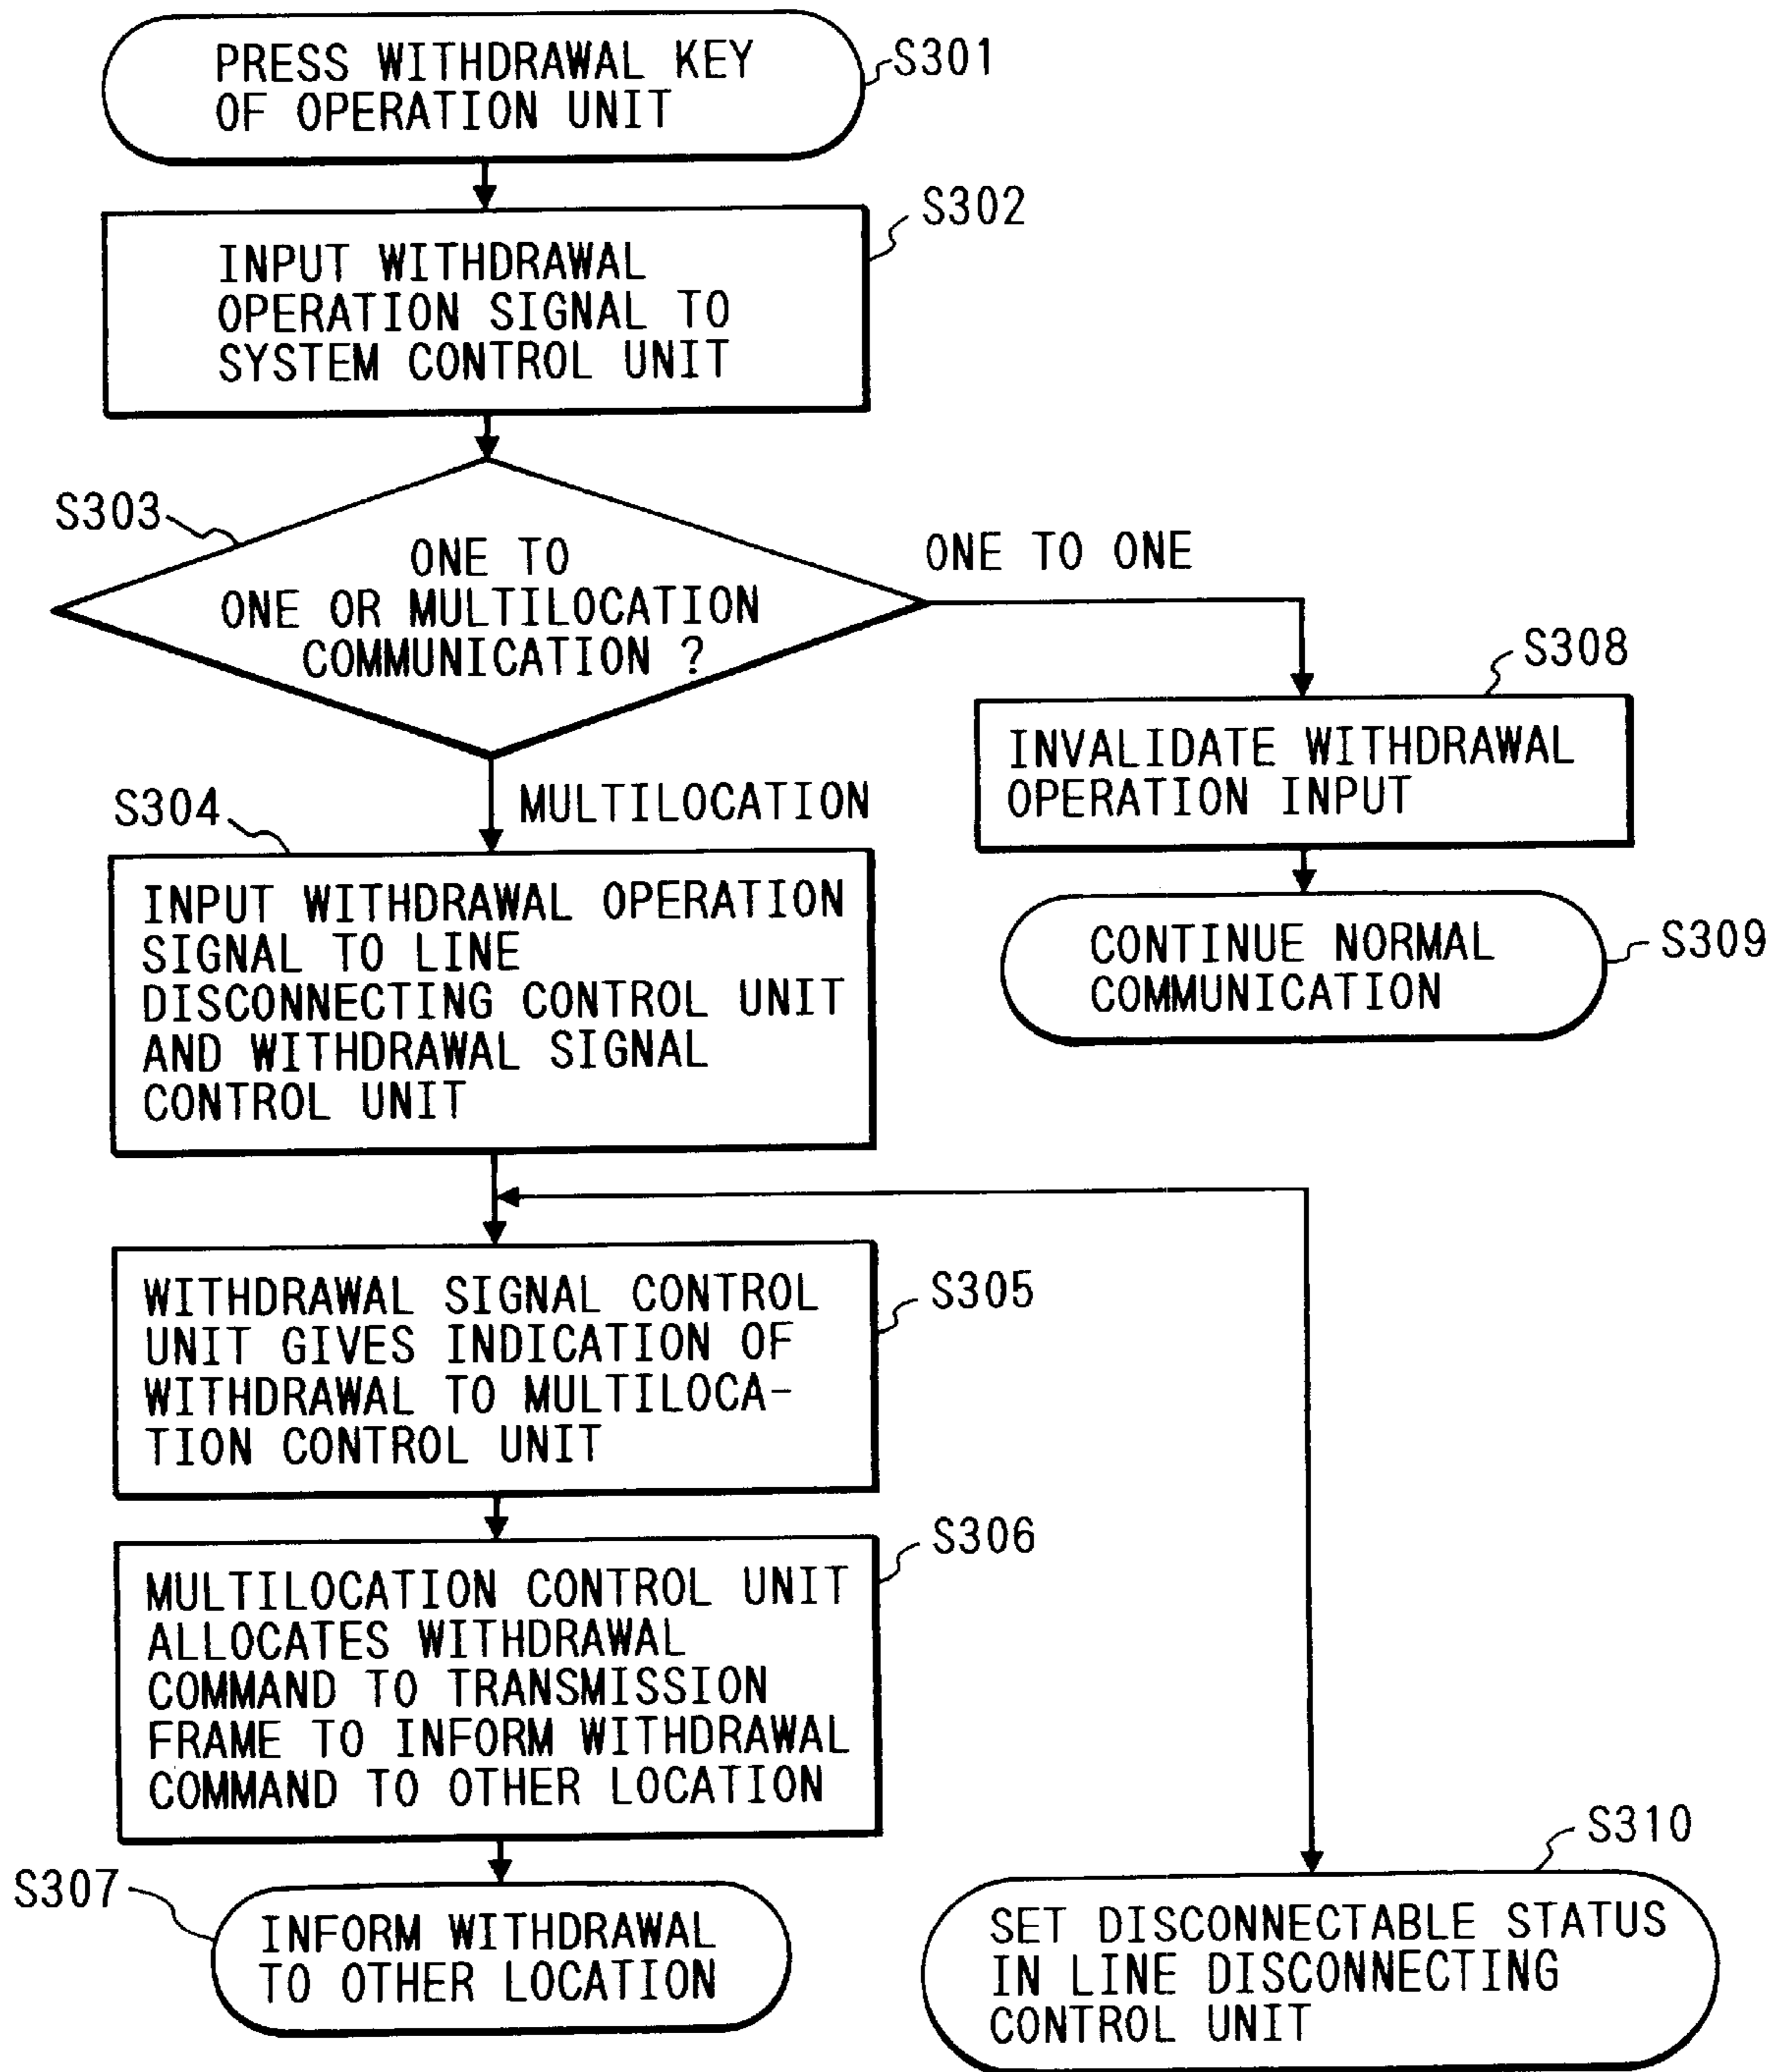 PRESS WITHDRAWAL KEY
OF OPERATION UNIT
S301
S302
INPUT WITHDRAWAL
OPERATION SIGNAL TO
SYSTEM CONTROL UNIT
S303
ONE TO
ONE OR MULTILOCATION
COMMUNICATION ?
ONE TO ONE
S308
INVALIDATE WITHDRAWAL
OPERATION INPUT
MULTILOCATION
S304
INPUT WITHDRAWAL OPERATION
SIGNAL TO LINE
DISCONNECTING CONTROL UNIT
AND WITHDRAWAL SIGNAL
CONTROL UNIT
CONTINUE NORMAL
COMMUNICATION
S309
WITHDRAWAL SIGNAL CONTROL
UNIT GIVES INDICATION OF
WITHDRAWAL TO MULTILOCA-
TION CONTROL UNIT
S305
S306
MULTILOCATION CONTROL UNIT
ALLOCATES WITHDRAWAL
COMMAND TO TRANSMISSION
FRAME TO INFORM WITHDRAWAL
COMMAND TO OTHER LOCATION
S307
INFORM WITHDRAWAL
TO OTHER LOCATION
S310
SET DISCONNECTABLE STATUS
IN LINE DISCONNECTING
CONTROL UNIT